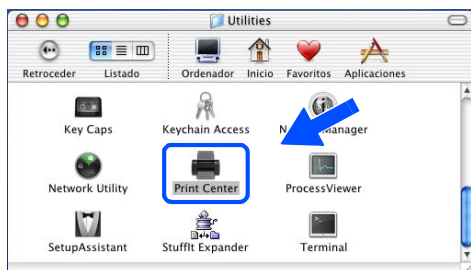 Utilities
Retroceder Listado Ordenador Inicio Favoritos Aplicaciones
Key Caps Keychain Access Manager
Network Utility Print Center ProcessViewer
SetupAssistant StuffIt Expander Terminal